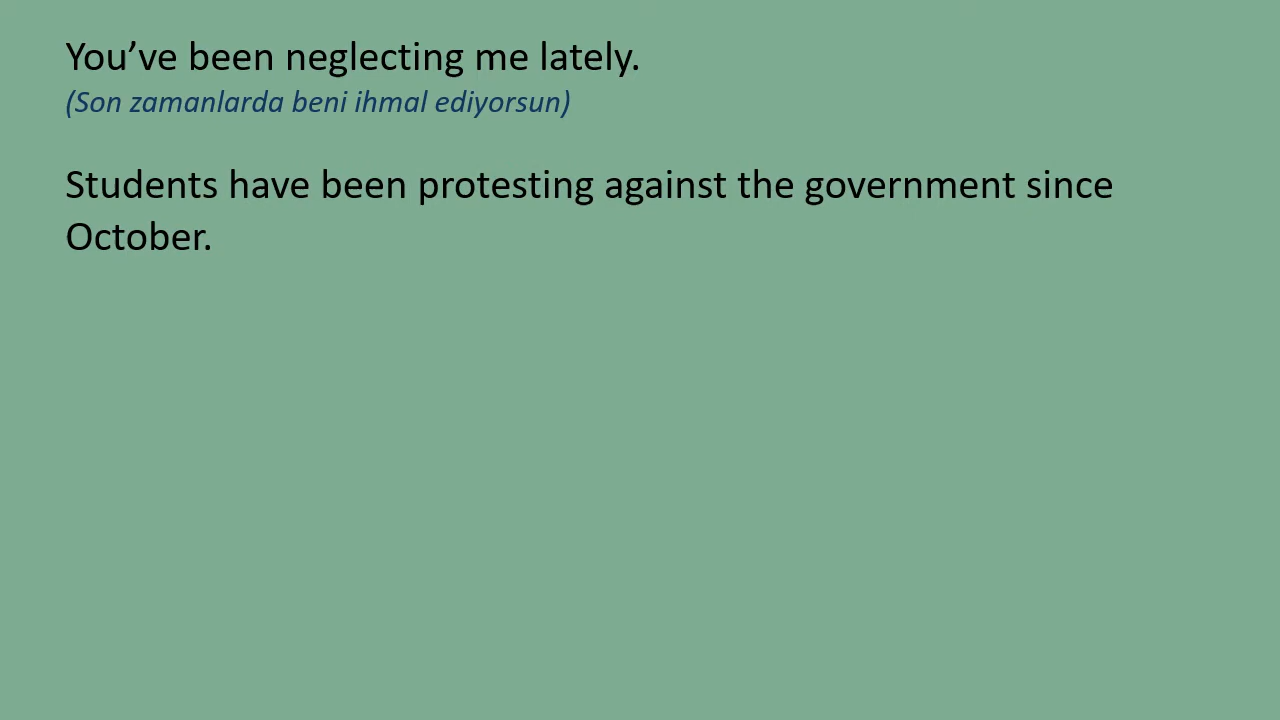 You’ve been neglecting me lately.
(Son zamanlarda beni ihmal ediyorsun)
Students have been protesting against the government since
October.